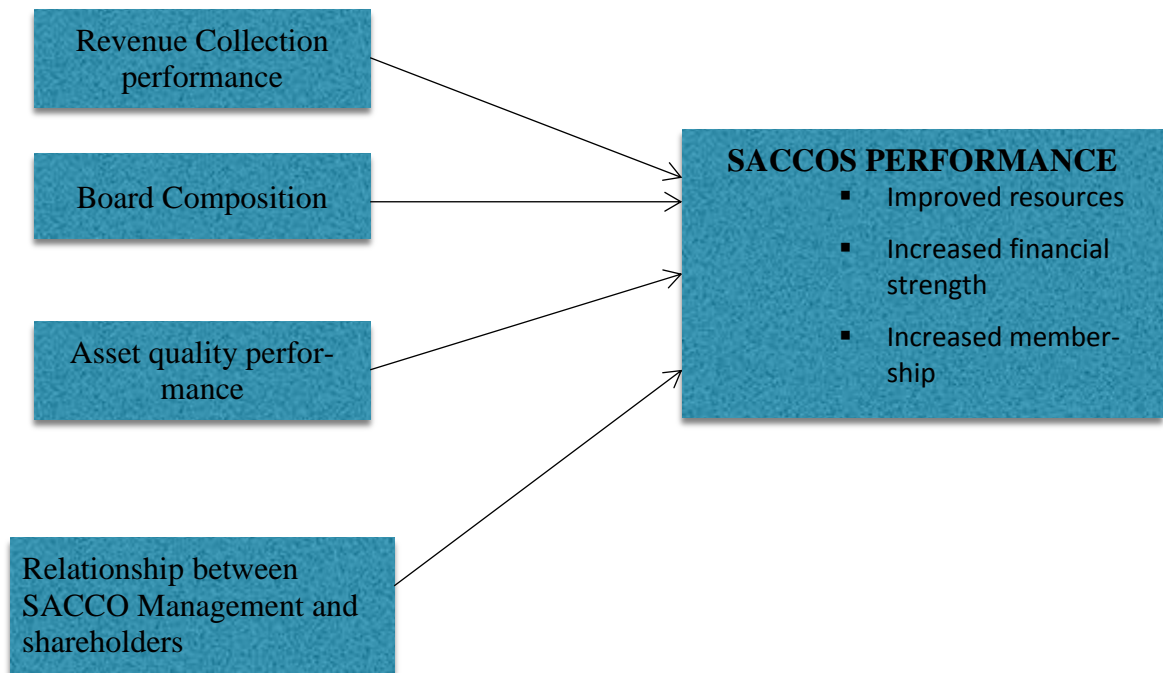 Revenue Collection
performance
Board Composition
Asset quality perfor-
mance
Relationship between
SACCO Management and
shareholders
SACCOS PERFORMANCE
▪ Improved resources
▪ Increased financial
strength
▪ Increased member-
ship